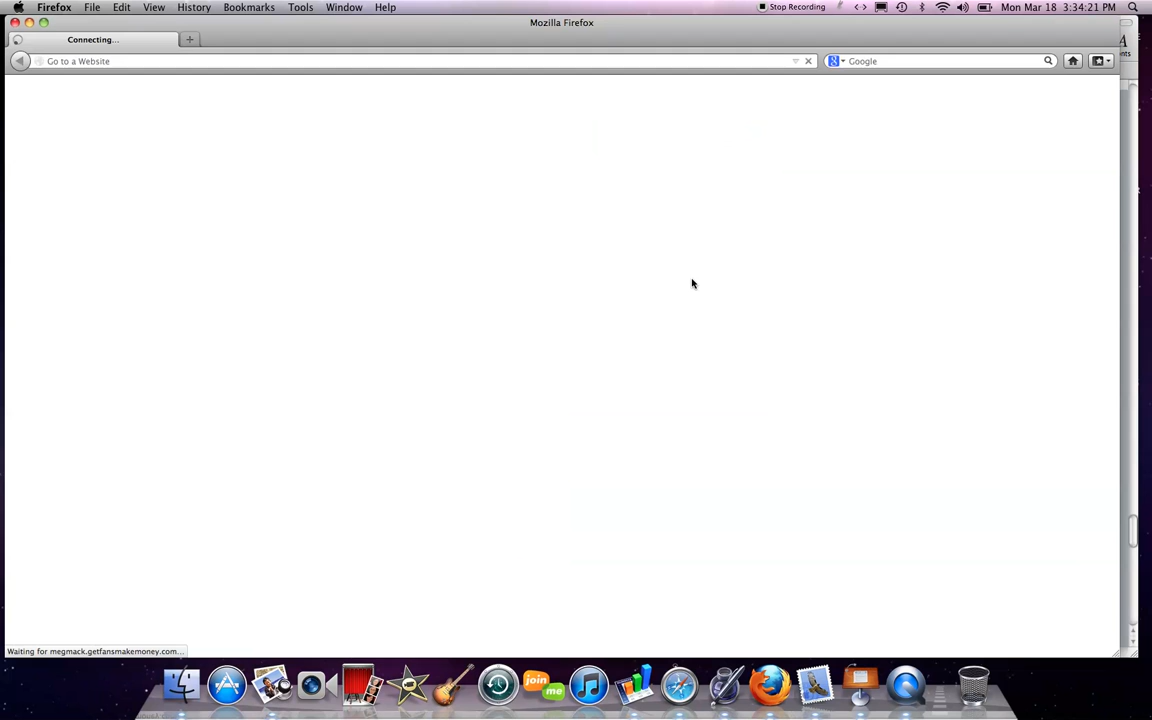 Firefox File Edit View History Bookmarks Tools Window Help Stop Recording Mon Mar 18 3:34:21 PM
Mozilla Firefox
Connecting...
Go to a Website Google
A
nts
Waiting for megmack.getfansmakemoney.com...
join
me